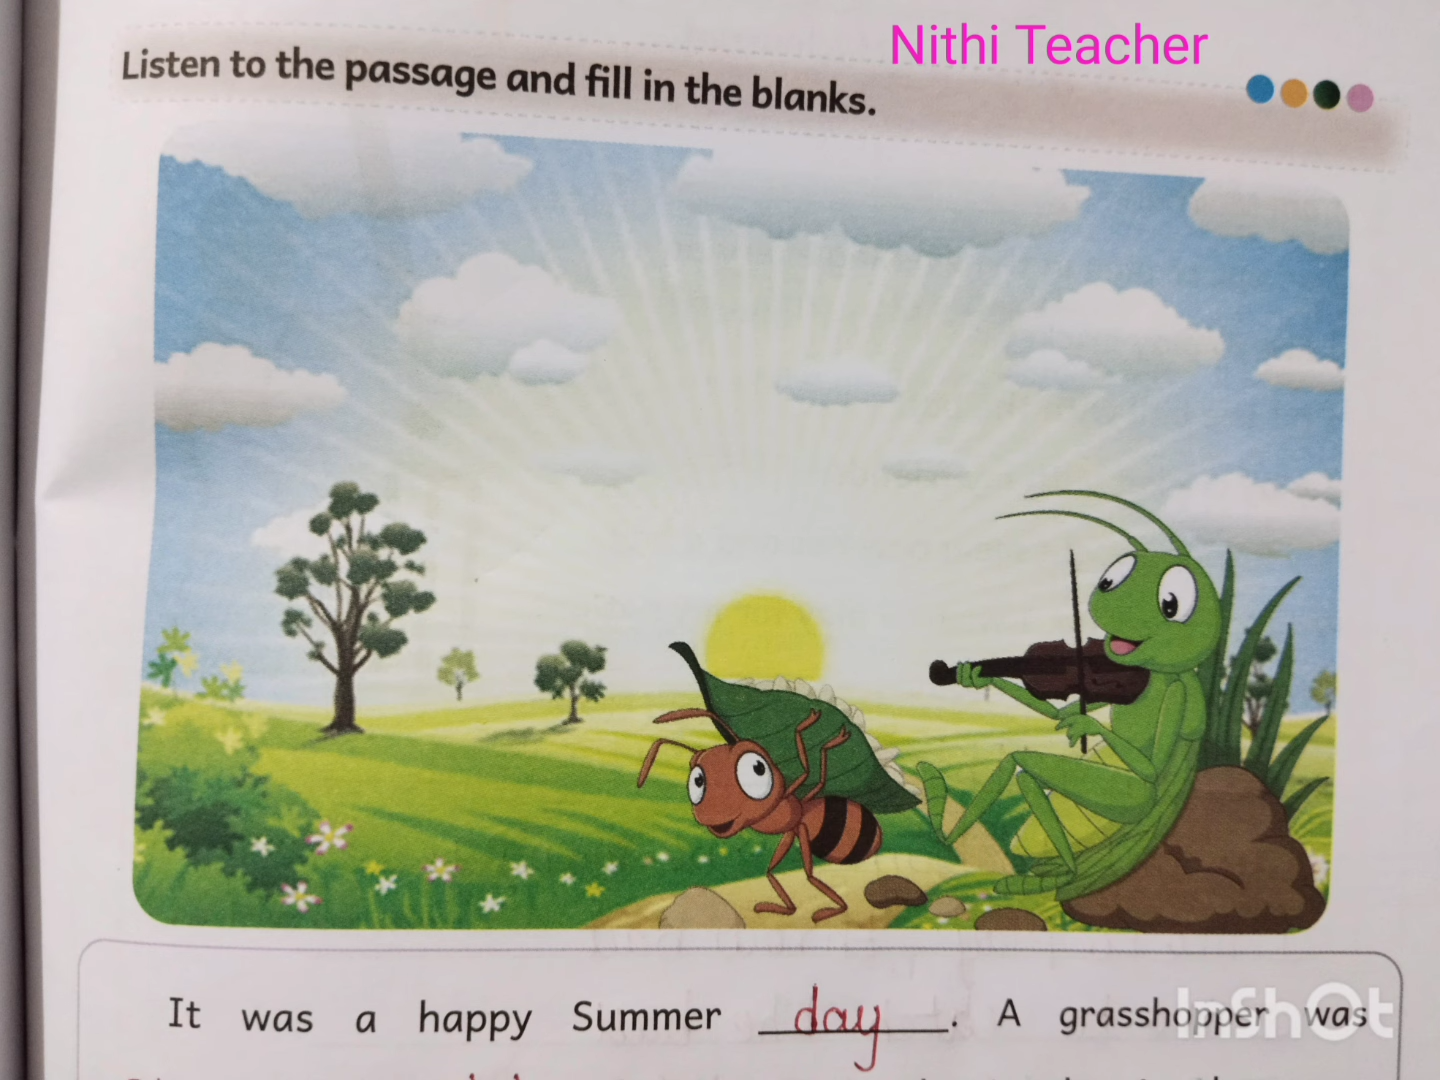 Nithi Teacher
Listen to the passage and fill in the blanks.
It was a happy Summer day. A grasshopper was
InShOt